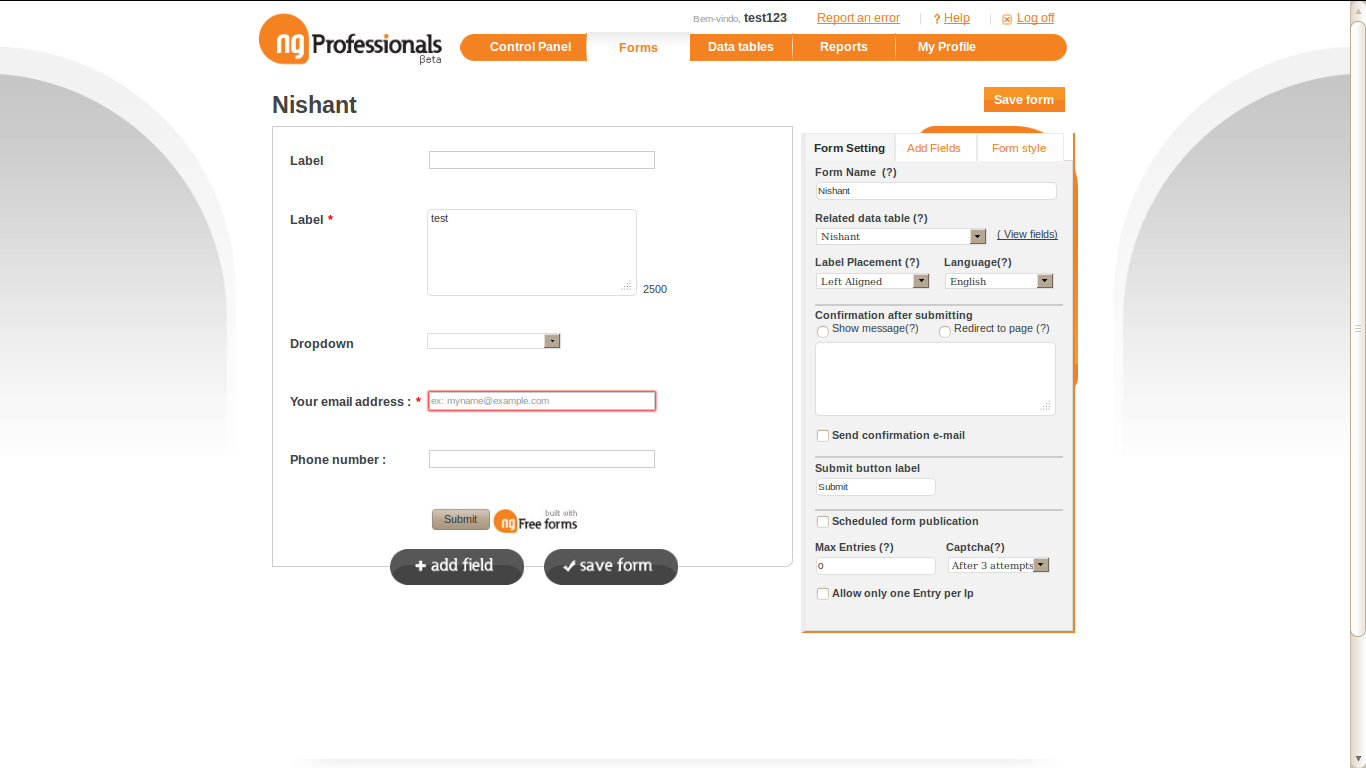 Bem-vindo, test123 Report an error ? Help Log off
ng Professionals
βeta
Control Panel Forms Data tables Reports My Profile
Nishant
Save form
Label
Label *
test
2500
Dropdown
Your email address : * ex: myname@example.com
Phone number :
Submit
built with
ng Free forms
add field save form
Form Setting Add Fields Form style
Form Name (?)
Nishant
Related data table (?)
Nishant ( View fields)
Label Placement (?) Language(?)
Left Aligned English
Confirmation after submitting
Show message(?) Redirect to page (?)
Send confirmation e-mail
Submit button label
Submit
Scheduled form publication
Max Entries (?) Captcha(?)
0 After 3 attempts
Allow only one Entry per Ip